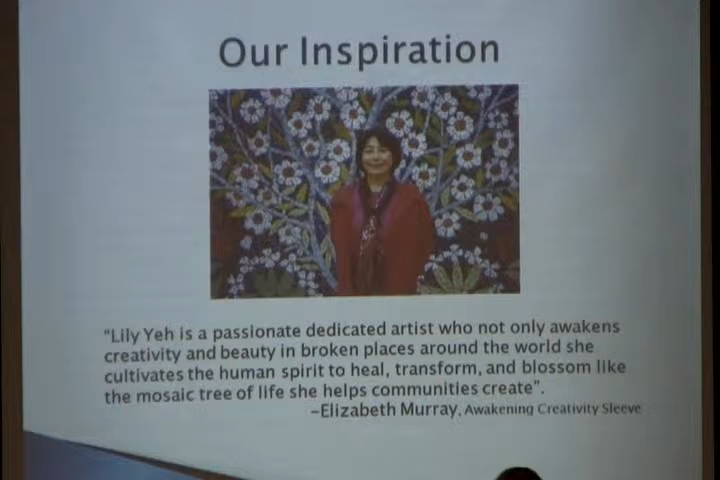 Our Inspiration
“Lily Yeh is a passionate dedicated artist who not only awakens
creativity and beauty in broken places around the world she
cultivates the human spirit to heal, transform, and blossom like
the mosaic tree of life she helps communities create”.
–Elizabeth Murray, Awakening Creativity Sleeve